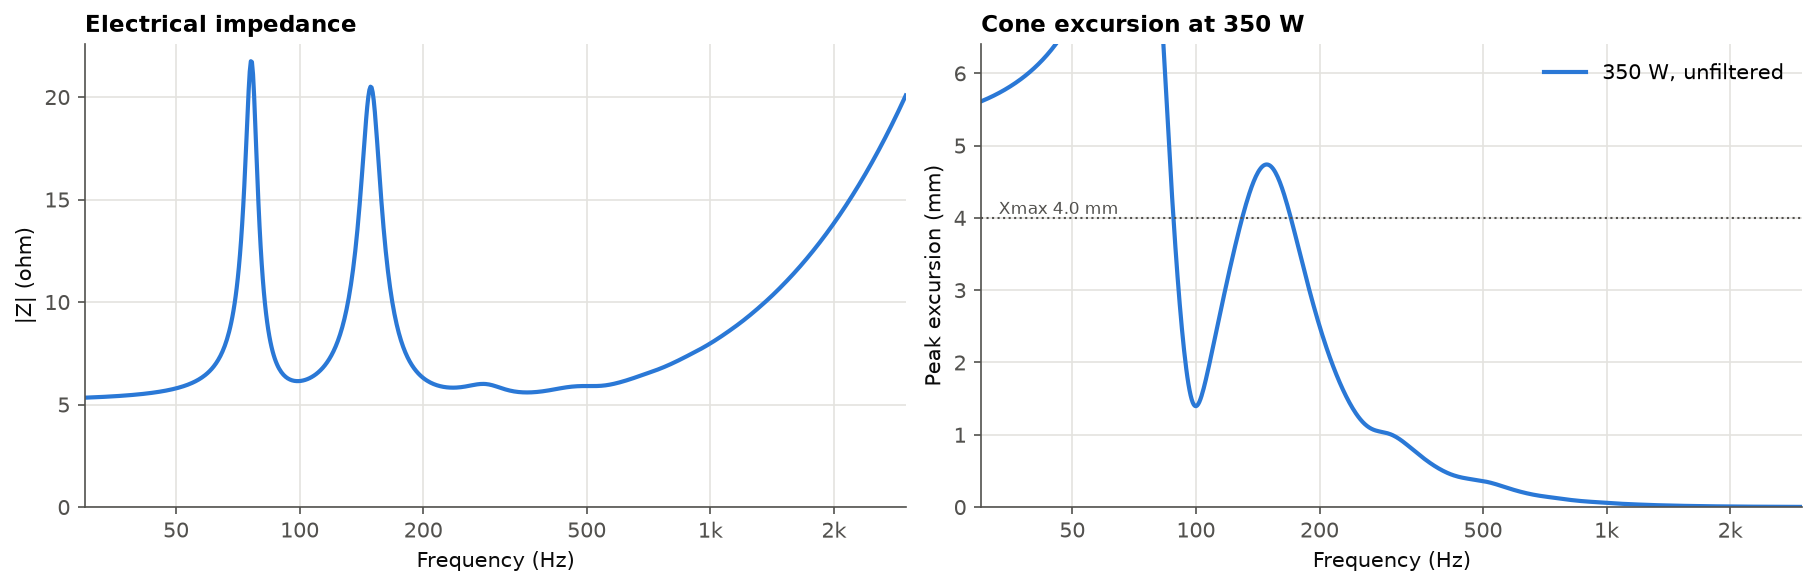 Electrical impedance
|Z| (ohm)
20
15
10
5
0
50 100 200 500 1k 2k
Frequency (Hz)
Cone excursion at 350 W
350 W, unfiltered
Xmax 4.0 mm
Peak excursion (mm)
6
5
4
3
2
1
0
50 100 200 500 1k 2k
Frequency (Hz)